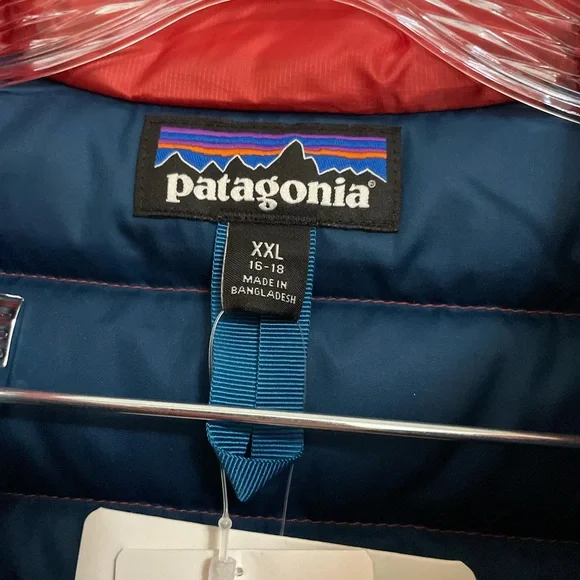 patagonia®
XXL
16-18
MADE IN
BANGLADESH